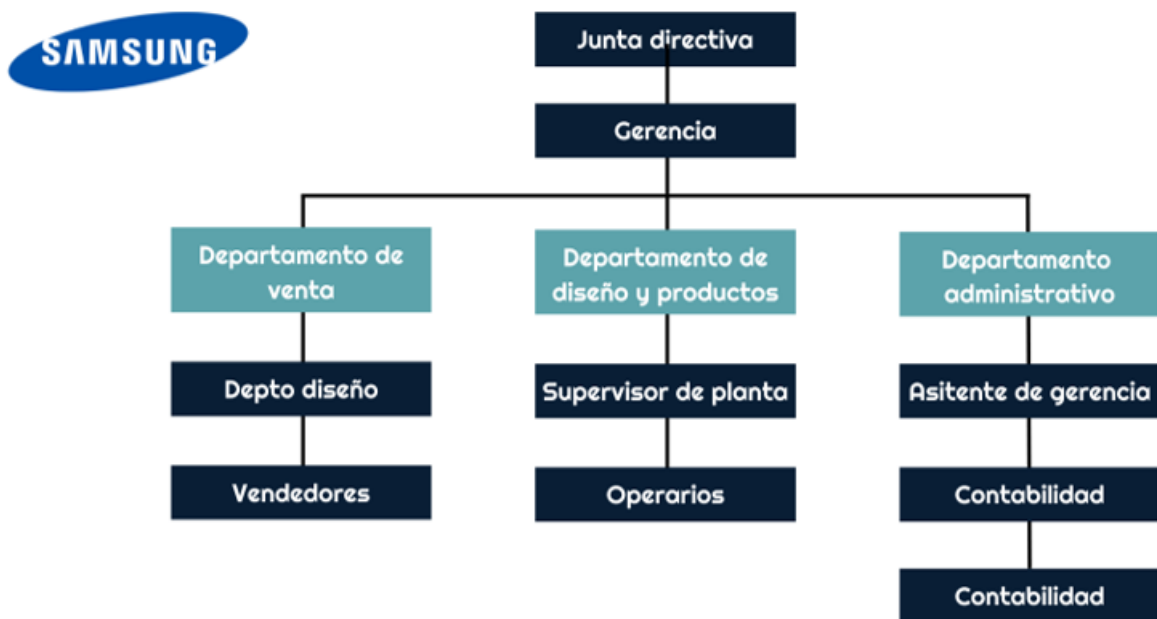 SAMSUNG
Junta directiva
Gerencia
Departamento de
venta
Departamento de
diseño y productos
Departamento
administrativo
Depto diseño
Supervisor de planta
Asitente de gerencia
Vendedores
Operarios
Contabilidad
Contabilidad